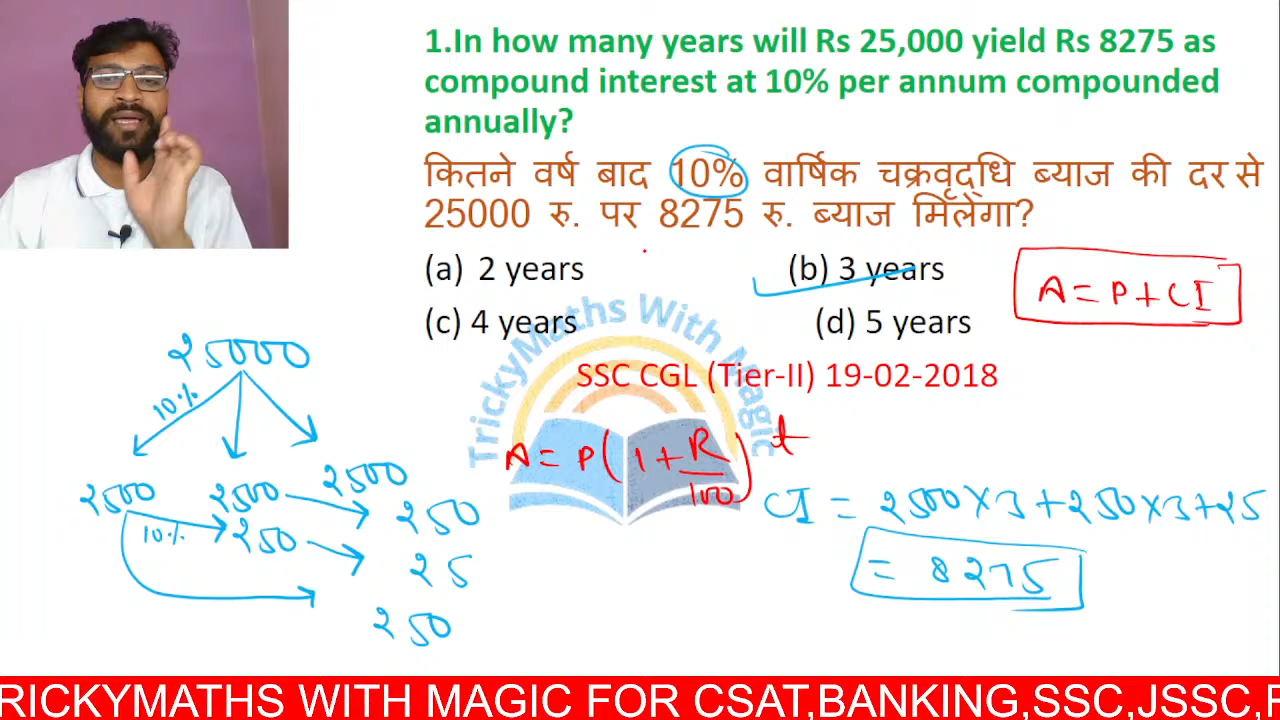 1.In how many years will Rs 25,000 yield Rs 8275 as
compound interest at 10% per annum compounded
annually?
कितने वर्ष बाद 10% वार्षिक चक्रवृद्धि ब्याज की दर से
25000 रु. पर 8275 रु. ब्याज मिलेगा?
(a) 2 years
(b) 3 years
(c) 4 years
(d) 5 years
A = P + CI
SSC CGL (Tier-II) 19-02-2018
TrickyMaths With Magic
A = P(1 + R/100)^t
25000
10%
2500 2500 2500
10% 250 250
25
250
CI = 2500×3+250×3+25
= 8275
RICKYMATHS WITH MAGIC FOR CSAT,BANKING,SSC,JSSC,